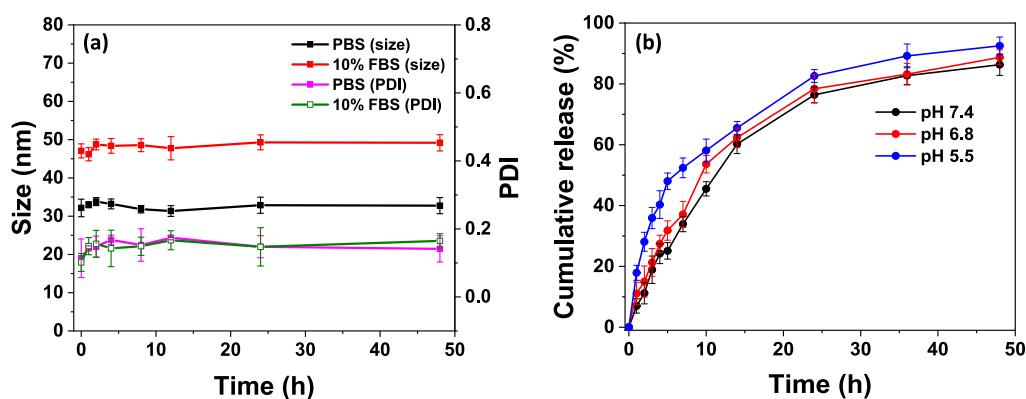 (a)
PBS (size)
10% FBS (size)
PBS (PDI)
10% FBS (PDI)
Size (nm)
80
70
60
50
40
30
20
10
0
PDI
0.8
0.6
0.4
0.2
0.0
0 10 20 30 40 50
Time (h)
(b)
pH 7.4
pH 6.8
pH 5.5
Cumulative release (%)
100
80
60
40
20
0
0 10 20 30 40 50
Time (h)